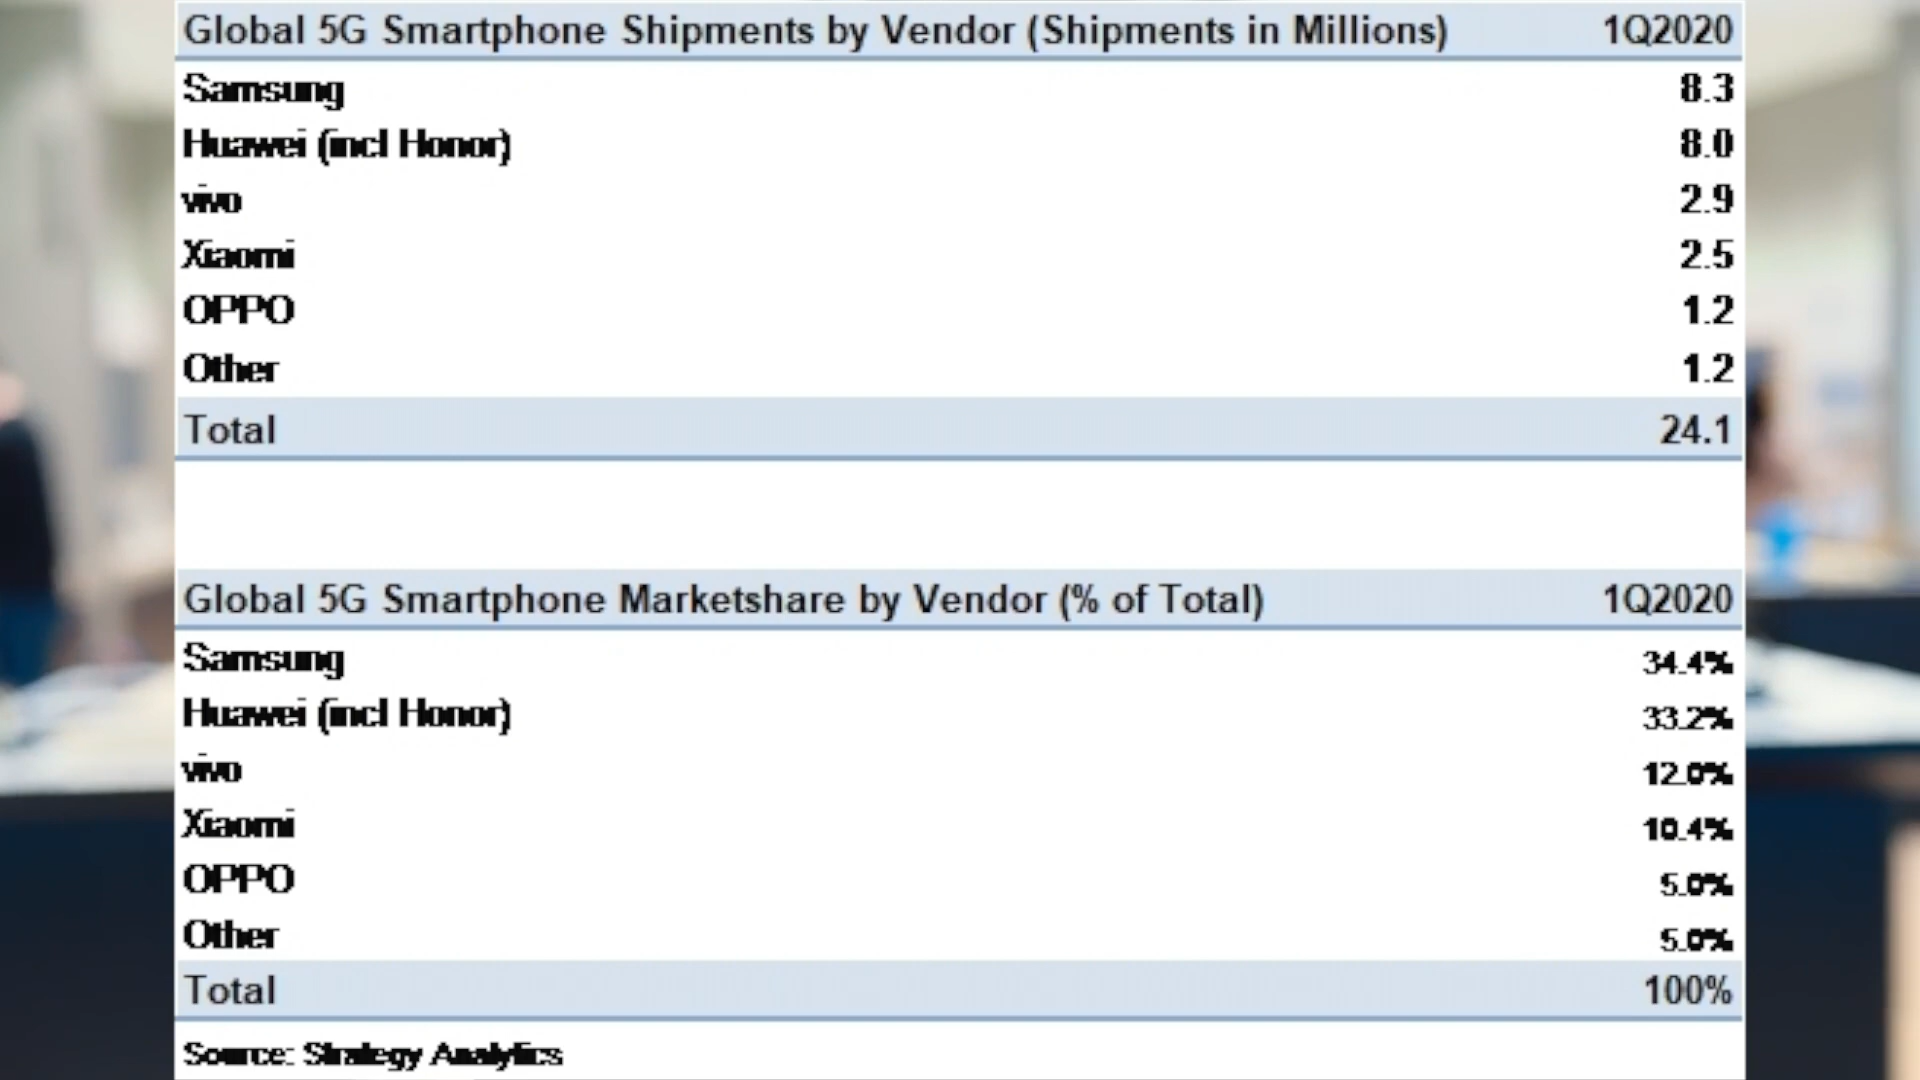 Global 5G Smartphone Shipments by Vendor (Shipments in Millions) 1Q2020
Samsung 8.3
Huawei (incl Honor) 8.0
vivo 2.9
Xiaomi 2.5
OPPO 1.2
Other 1.2
Total 24.1
Global 5G Smartphone Marketshare by Vendor (% of Total) 1Q2020
Samsung 34.4%
Huawei (incl Honor) 33.2%
vivo 12.0%
Xiaomi 10.4%
OPPO 5.0%
Other 5.0%
Total 100%
Source: Strategy Analytics